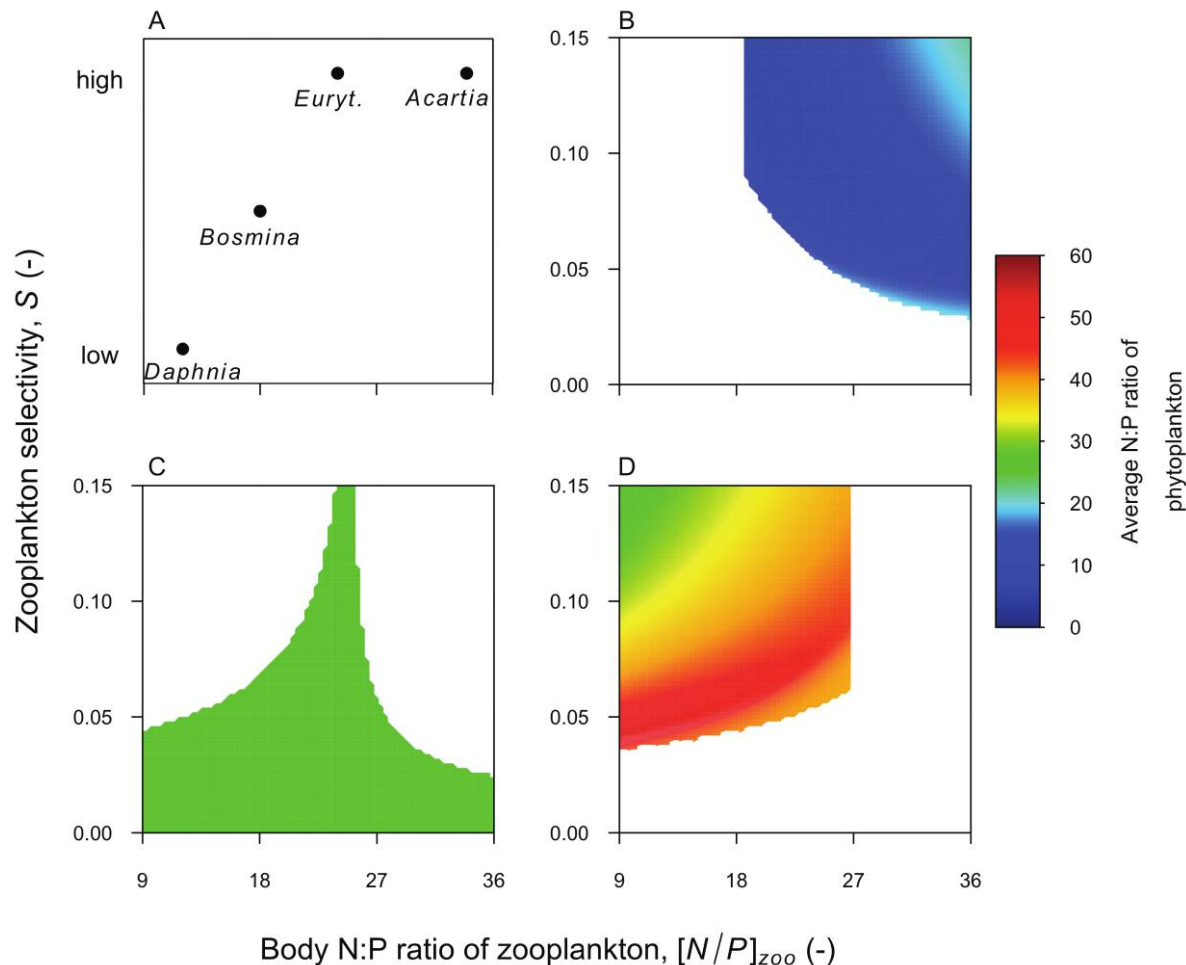 A
B
high
Euryt.
Acartia
Bosmina
low
Daphnia
0.15
0.10
0.05
0.00
C
D
0.15
0.10
0.05
0.00
9
18
27
36
0.15
0.10
0.05
0.00
9
18
27
36
60
50
40
30
20
10
0
Average N:P ratio of
phytoplankton
Zooplankton selectivity, S (-)
Body N:P ratio of zooplankton, [N/P]zoo (-)